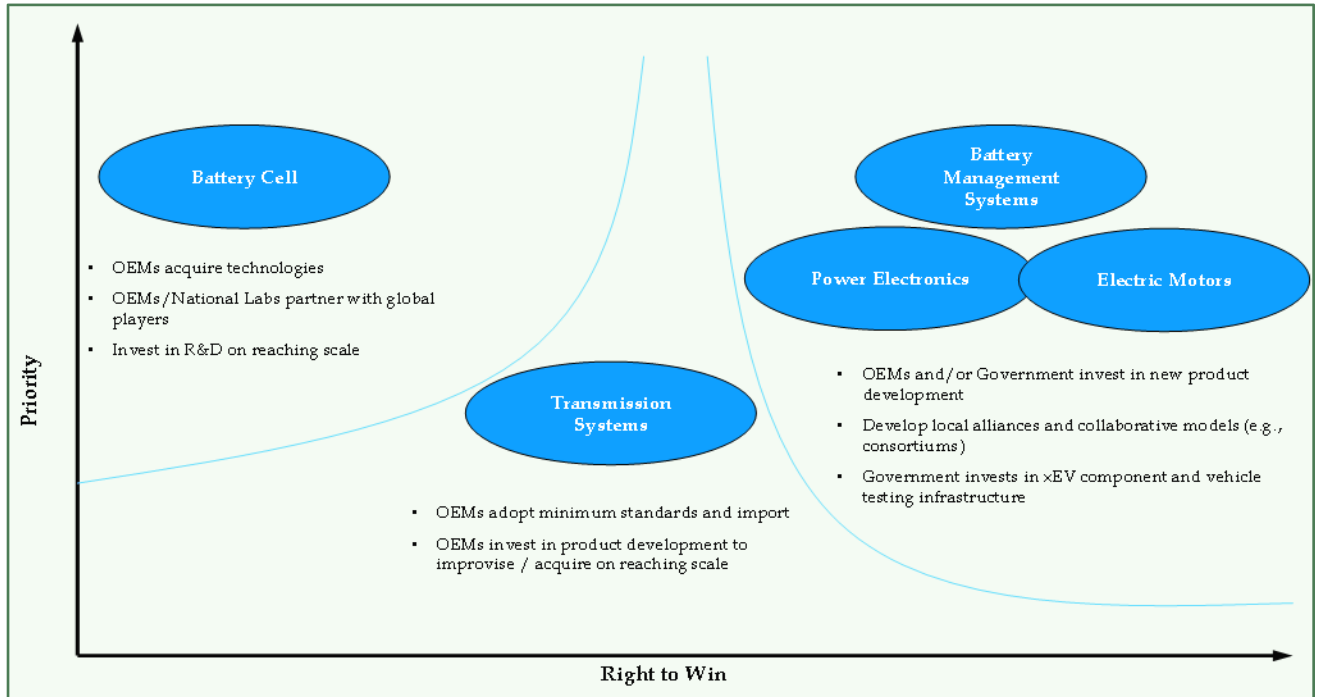 Priority
Battery Cell
▪ OEMs acquire technologies
▪ OEMs/National Labs partner with global
players
▪ Invest in R&D on reaching scale
Transmission
Systems
▪ OEMs adopt minimum standards and import
▪ OEMs invest in product development to
improvise / acquire on reaching scale
Battery
Management
Systems
Power Electronics
Electric Motors
▪ OEMs and/or Government invest in new product
development
▪ Develop local alliances and collaborative models (e.g.,
consortiums)
▪ Government invests in xEV component and vehicle
testing infrastructure
Right to Win